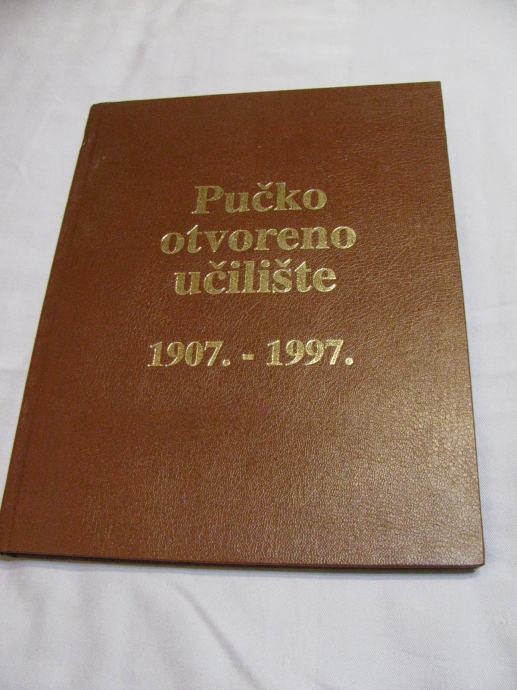 Pučko
otvoreno
učilište
1907. - 1997.